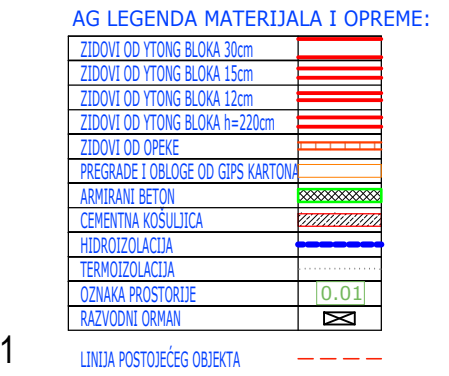 AG LEGENDA MATERIJALA I OPREME:
ZIDOVI OD YTONG BLOKA 30cm
ZIDOVI OD YTONG BLOKA 15cm
ZIDOVI OD YTONG BLOKA 12cm
ZIDOVI OD YTONG BLOKA h=220cm
ZIDOVI OD OPEKE
PREGRADE I OBLOGE OD GIPS KARTONA
ARMIRANI BETON
CEMENTNA KOŠULJICA
HIDROIZOLACIJA
TERMOIZOLACIJA
OZNAKA PROSTORIJE 0.01
RAZVODNI ORMAN
1
LINIJA POSTOJEĆEG OBJEKTA